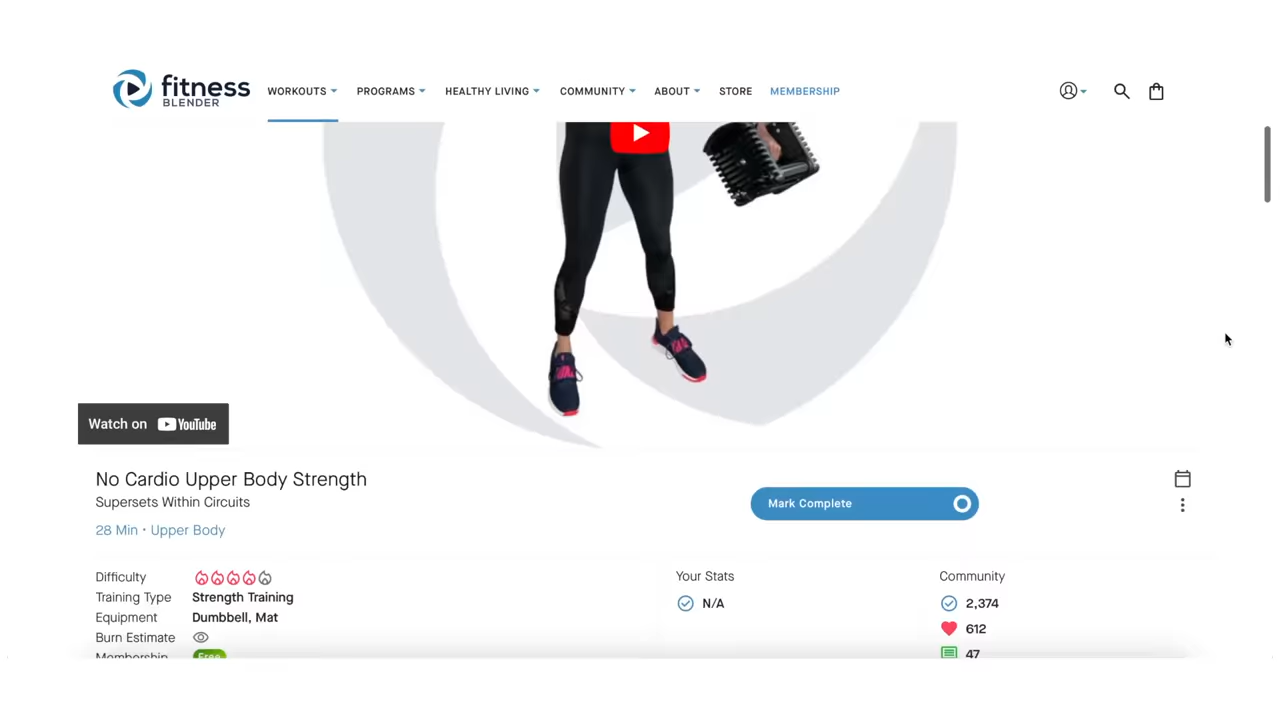 fitness
BLENDER
WORKOUTS PROGRAMS HEALTHY LIVING COMMUNITY ABOUT STORE MEMBERSHIP
Watch on YouTube
No Cardio Upper Body Strength
Supersets Within Circuits
28 Min • Upper Body
Mark Complete
Difficulty
Training Type Strength Training
Equipment Dumbbell, Mat
Burn Estimate
Membership Free
Your Stats
N/A
Community
2,374
612
47